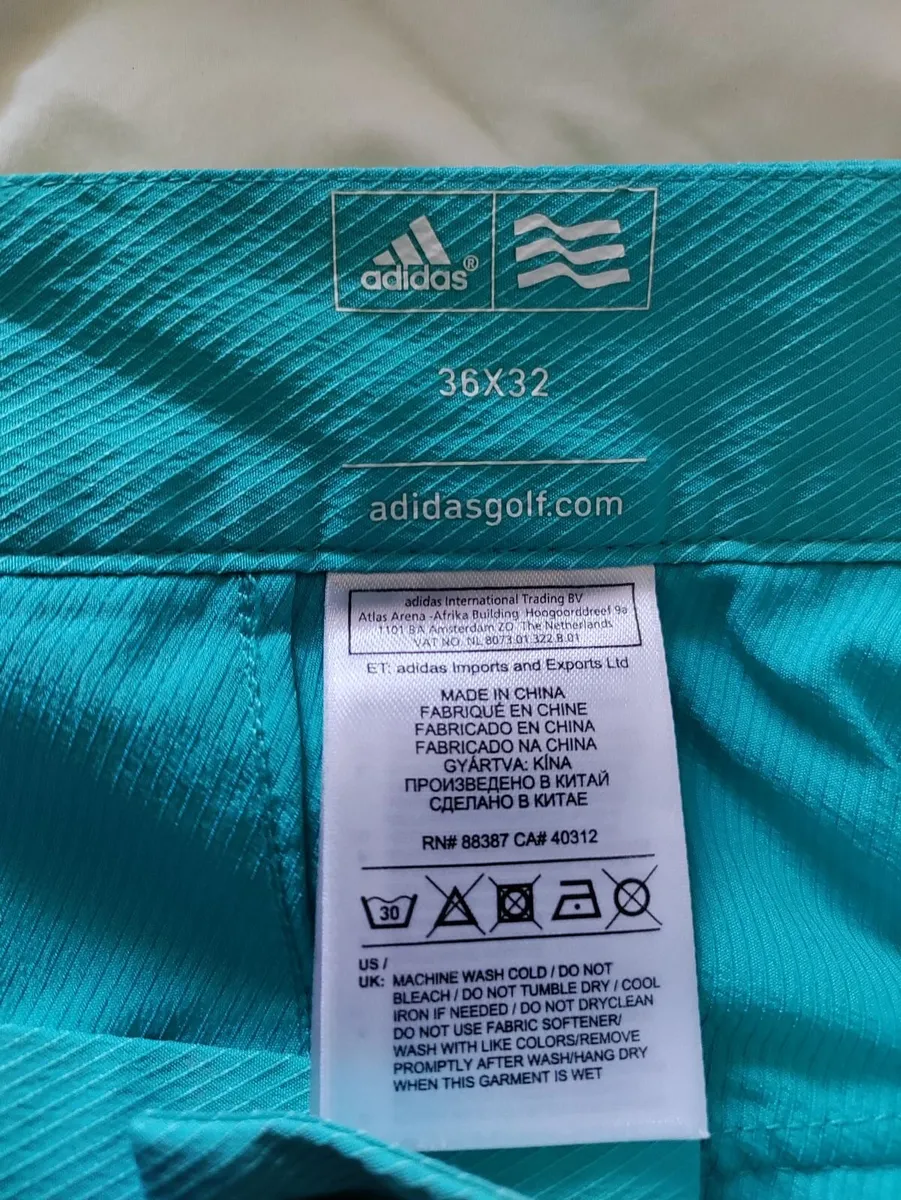 adidas®
36X32
adidasgolf.com
adidas International Trading BV
Atlas Arena -Afrika Building Hoogoorddreef 9a
1101 BA Amsterdam ZO The Netherlands
VAT NO. NL 8073.01.322.B.01
ET: adidas Imports and Exports Ltd
MADE IN CHINA
FABRIQUÉ EN CHINE
FABRICADO EN CHINA
FABRICADO NA CHINA
GYÁRTVA: KÍNA
ПРОИЗВЕДЕНО В КИТАЙ
СДЕЛАНО В КИТАЕ
RN# 88387 CA# 40312
30
US /
UK: MACHINE WASH COLD / DO NOT
BLEACH / DO NOT TUMBLE DRY / COOL
IRON IF NEEDED / DO NOT DRYCLEAN
DO NOT USE FABRIC SOFTENER/
WASH WITH LIKE COLORS/REMOVE
PROMPTLY AFTER WASH/HANG DRY
WHEN THIS GARMENT IS WET